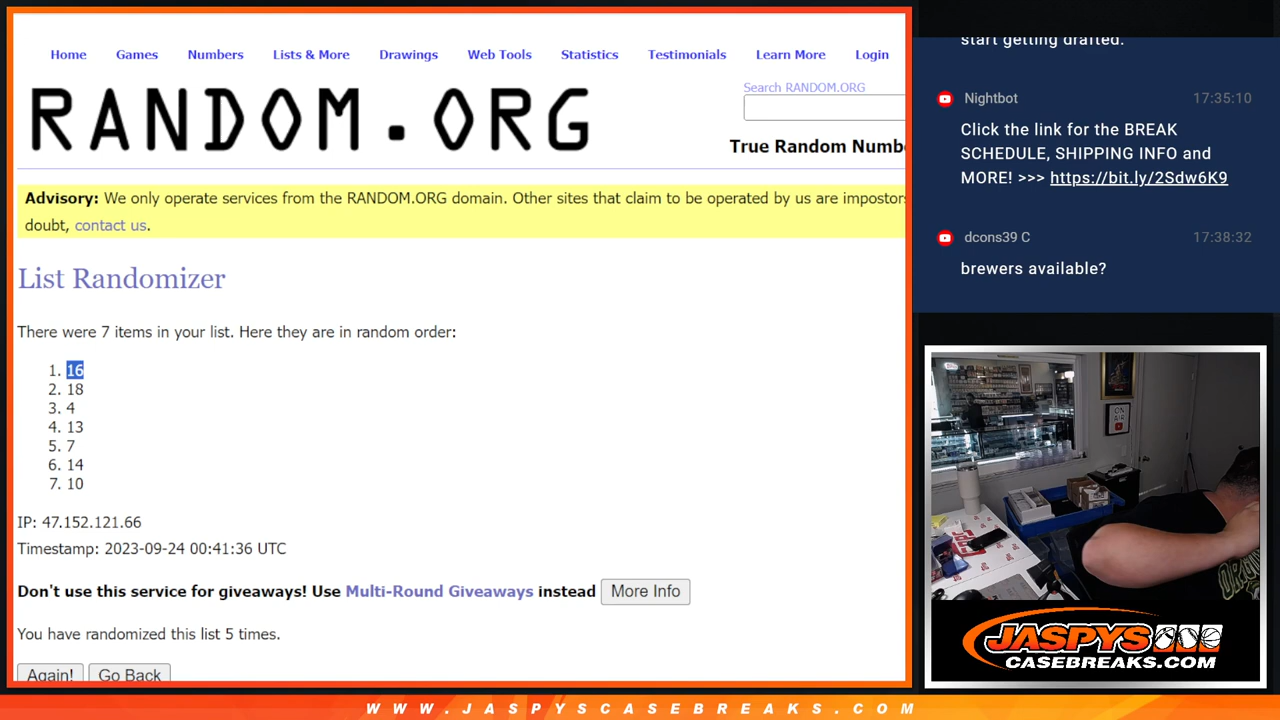 Home Games Numbers Lists & More Drawings Web Tools Statistics Testimonials Learn More Login
Search RANDOM.ORG
RANDOM.ORG
True Random Numbe
Advisory: We only operate services from the RANDOM.ORG domain. Other sites that claim to be operated by us are impostors
doubt, contact us.
List Randomizer
There were 7 items in your list. Here they are in random order:
1. 16
2. 18
3. 4
4. 13
5. 7
6. 14
7. 10
IP: 47.152.121.66
Timestamp: 2023-09-24 00:41:36 UTC
Don't use this service for giveaways! Use Multi-Round Giveaways instead More Info
You have randomized this list 5 times.
Again! Go Back
start getting drafted.
Nightbot 17:35:10
Click the link for the BREAK
SCHEDULE, SHIPPING INFO and
MORE! >>> https://bit.ly/2Sdw6K9
dcons39 C 17:38:32
brewers available?
ON
AIR
JASPYS
CASEBREAKS.COM
WWW.JASPYSCASEBREAKS.COM